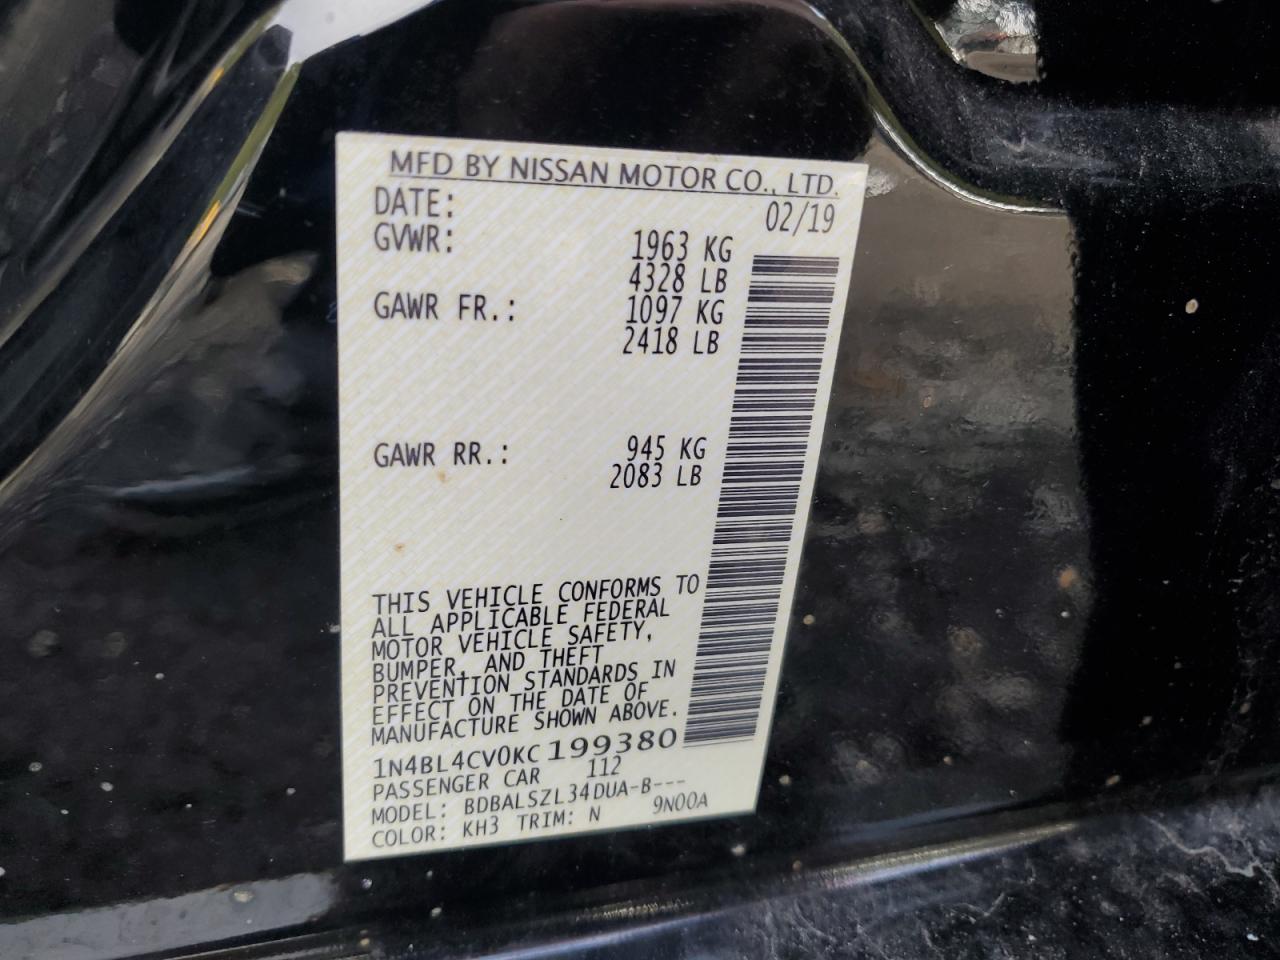 MFD BY NISSAN MOTOR CO., LTD.
DATE: 02/19
GVWR: 1963 KG
4328 LB
GAWR FR.: 1097 KG
2418 LB
GAWR RR.: 945 KG
2083 LB
THIS VEHICLE CONFORMS TO
ALL APPLICABLE FEDERAL
MOTOR VEHICLE SAFETY,
BUMPER, AND THEFT
PREVENTION STANDARDS IN
EFFECT ON THE DATE OF
MANUFACTURE SHOWN ABOVE.
1N4BL4CV0KC199380
PASSENGER CAR 112
MODEL: BDBALSZL34DUA-B---
COLOR: KH3 TRIM: N 9N00A